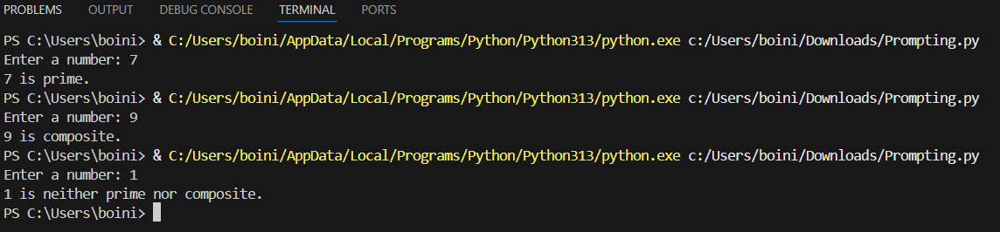 PROBLEMS OUTPUT DEBUG CONSOLE TERMINAL PORTS
PS C:\Users\boini> & C:/Users/boini/AppData/Local/Programs/Python/Python313/python.exe c:/Users/boini/Downloads/Prompting.py
Enter a number: 7
7 is prime.
PS C:\Users\boini> & C:/Users/boini/AppData/Local/Programs/Python/Python313/python.exe c:/Users/boini/Downloads/Prompting.py
Enter a number: 9
9 is composite.
PS C:\Users\boini> & C:/Users/boini/AppData/Local/Programs/Python/Python313/python.exe c:/Users/boini/Downloads/Prompting.py
Enter a number: 1
1 is neither prime nor composite.
PS C:\Users\boini>